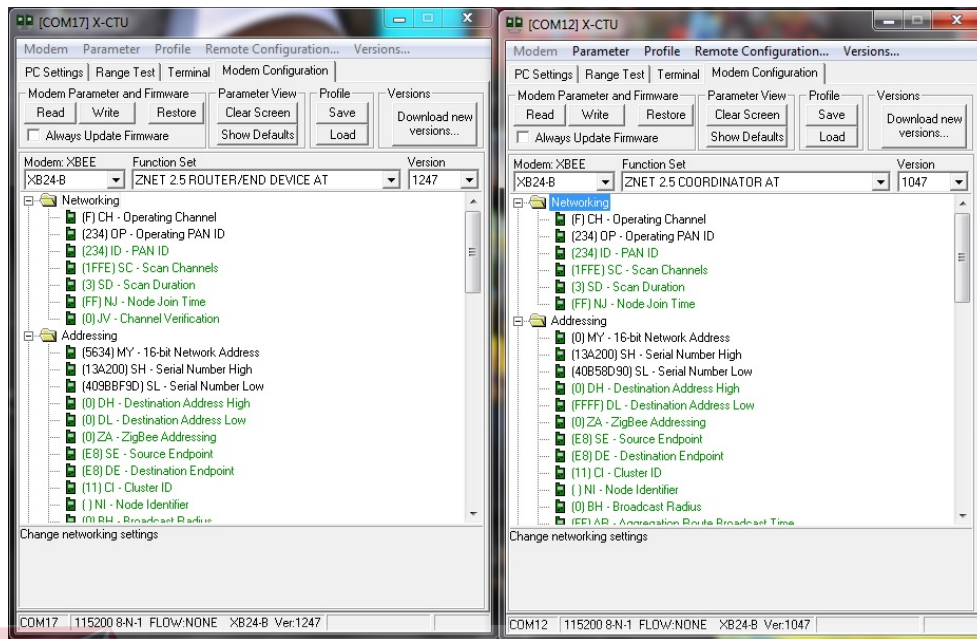 [COM17] X-CTU
Modem Parameter Profile Remote Configuration... Versions...
PC Settings Range Test Terminal Modem Configuration
Modem Parameter and Firmware Parameter View Profile Versions
Read Write Restore Clear Screen Save Download new versions...
Always Update Firmware Show Defaults Load
Modem: XBEE Function Set Version
XB24-B ZNET 2.5 ROUTER/END DEVICE AT 1247
Networking
(F) CH - Operating Channel
(234) OP - Operating PAN ID
(234) ID - PAN ID
(1FFE) SC - Scan Channels
(3) SD - Scan Duration
(FF) NJ - Node Join Time
(0) JV - Channel Verification
Addressing
(5634) MY - 16-bit Network Address
(13A200) SH - Serial Number High
(409BBF9D) SL - Serial Number Low
(0) DH - Destination Address High
(0) DL - Destination Address Low
(0) ZA - ZigBee Addressing
(E8) SE - Source Endpoint
(E8) DE - Destination Endpoint
(11) CI - Cluster ID
( ) NI - Node Identifier
(0) BH - Broadcast Radius
Change networking settings
COM17 115200 8-N-1 FLOW:NONE XB24-B Ver:1247
[COM12] X-CTU
Modem Parameter Profile Remote Configuration... Versions...
PC Settings Range Test Terminal Modem Configuration
Modem Parameter and Firmware Parameter View Profile Versions
Read Write Restore Clear Screen Save Download new versions...
Always Update Firmware Show Defaults Load
Modem: XBEE Function Set Version
XB24-B ZNET 2.5 COORDINATOR AT 1047
Networking
(F) CH - Operating Channel
(234) OP - Operating PAN ID
(234) ID - PAN ID
(1FFE) SC - Scan Channels
(3) SD - Scan Duration
(FF) NJ - Node Join Time
Addressing
(0) MY - 16-bit Network Address
(13A200) SH - Serial Number High
(40B58D90) SL - Serial Number Low
(0) DH - Destination Address High
(FFFF) DL - Destination Address Low
(0) ZA - ZigBee Addressing
(E8) SE - Source Endpoint
(E8) DE - Destination Endpoint
(11) CI - Cluster ID
( ) NI - Node Identifier
(0) BH - Broadcast Radius
(FF) AR - Aggregation Route Broadcast Time
Change networking settings
COM12 115200 8-N-1 FLOW:NONE XB24-B Ver:1047